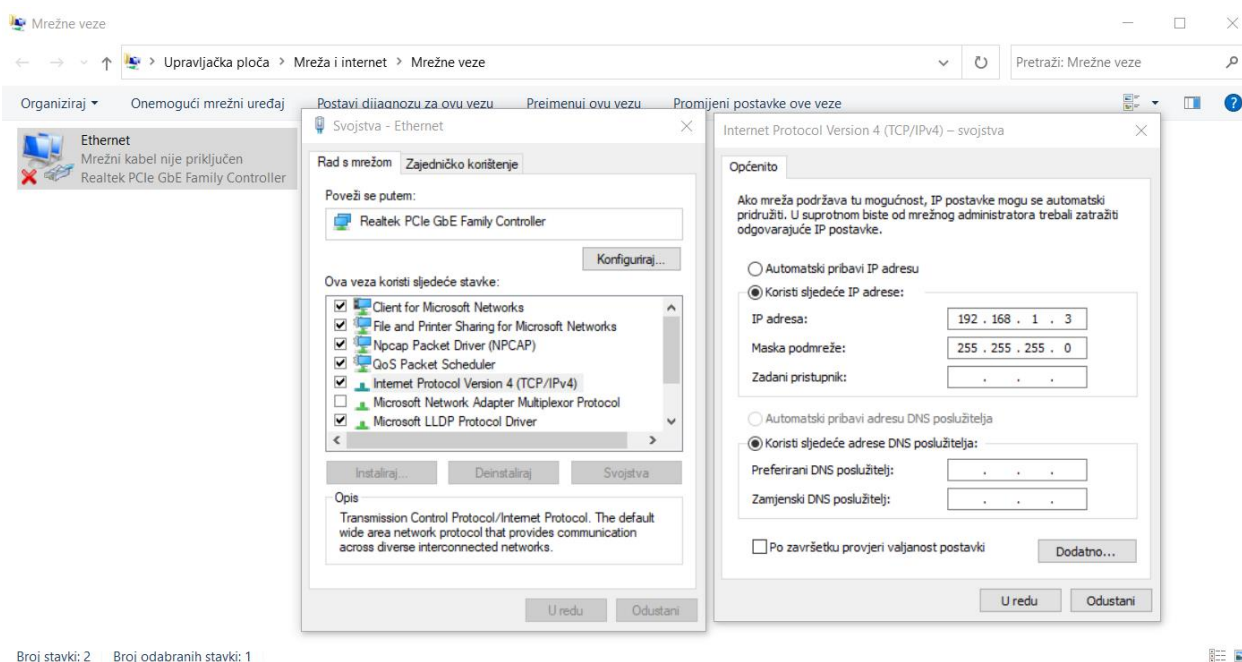 Mrežne veze
Upravljačka ploča > Mreža i internet > Mrežne veze
Pretraži: Mrežne veze
Organiziraj
Onemogući mrežni uređaj
Postavi dijagnozu za ovu vezu
Preimenuj ovu vezu
Promijeni postavke ove veze
Ethernet
Mrežni kabel nije priključen
Realtek PCIe GbE Family Controller
Svojstva - Ethernet
Rad s mrežom
Zajedničko korištenje
Poveži se putem:
Realtek PCIe GbE Family Controller
Konfiguriraj...
Ova veza koristi sljedeće stavke:
Client for Microsoft Networks
File and Printer Sharing for Microsoft Networks
Npcap Packet Driver (NPCAP)
QoS Packet Scheduler
Internet Protocol Version 4 (TCP/IPv4)
Microsoft Network Adapter Multiplexor Protocol
Microsoft LLDP Protocol Driver
Instaliraj...
Deinstaliraj
Svojstva
Opis
Transmission Control Protocol/Internet Protocol. The default
wide area network protocol that provides communication
across diverse interconnected networks.
U redu
Odustani
Internet Protocol Version 4 (TCP/IPv4) – svojstva
Općenito
Ako mreža podržava tu mogućnost, IP postavke mogu se automatski
pridružiti. U suprotnom biste od mrežnog administratora trebali zatražiti
odgovarajuće IP postavke.
Automatski pribavi IP adresu
Koristi sljedeće IP adrese:
IP adresa: 192 . 168 . 1 . 3
Maska podmreže: 255 . 255 . 255 . 0
Zadani pristupnik: . . .
Automatski pribavi adresu DNS poslužitelja
Koristi sljedeće adrese DNS poslužitelja:
Preferirani DNS poslužitelj: . . .
Zamjenski DNS poslužitelj: . . .
Po završetku provjeri valjanost postavki
Dodatno...
U redu
Odustani
Broj stavki: 2
Broj odabranih stavki: 1